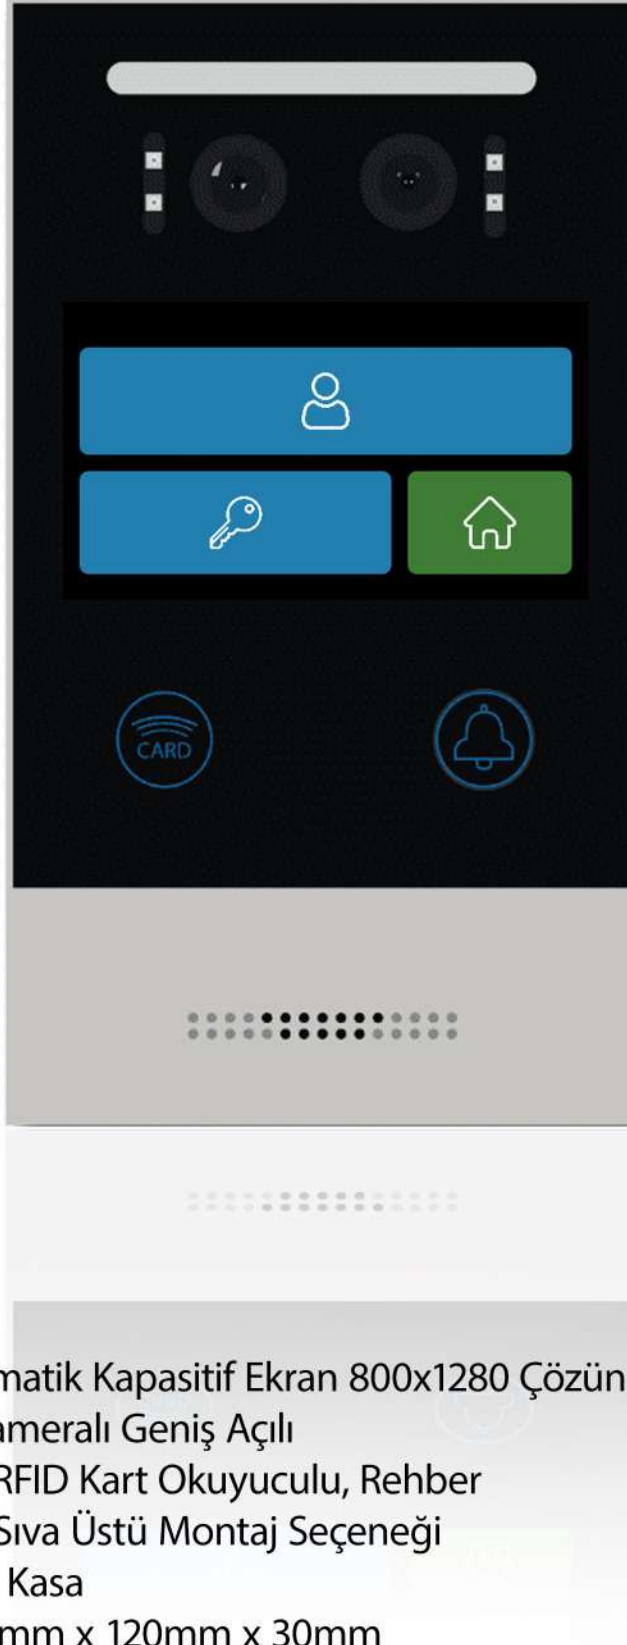 CARD
matik Kapasitif Ekran 800x1280 Çözün
ameralı Geniş Açılı
RFID Kart Okuyuculu, Rehber
Sıva Üstü Montaj Seçeneği
Kasa
mm x 120mm x 30mm